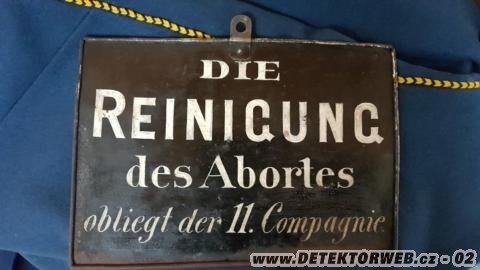 DIE
REINIGUNG
des Abortes
obliegt der 11. Compagnie.
www.DETEKTORWEB.cz - 02